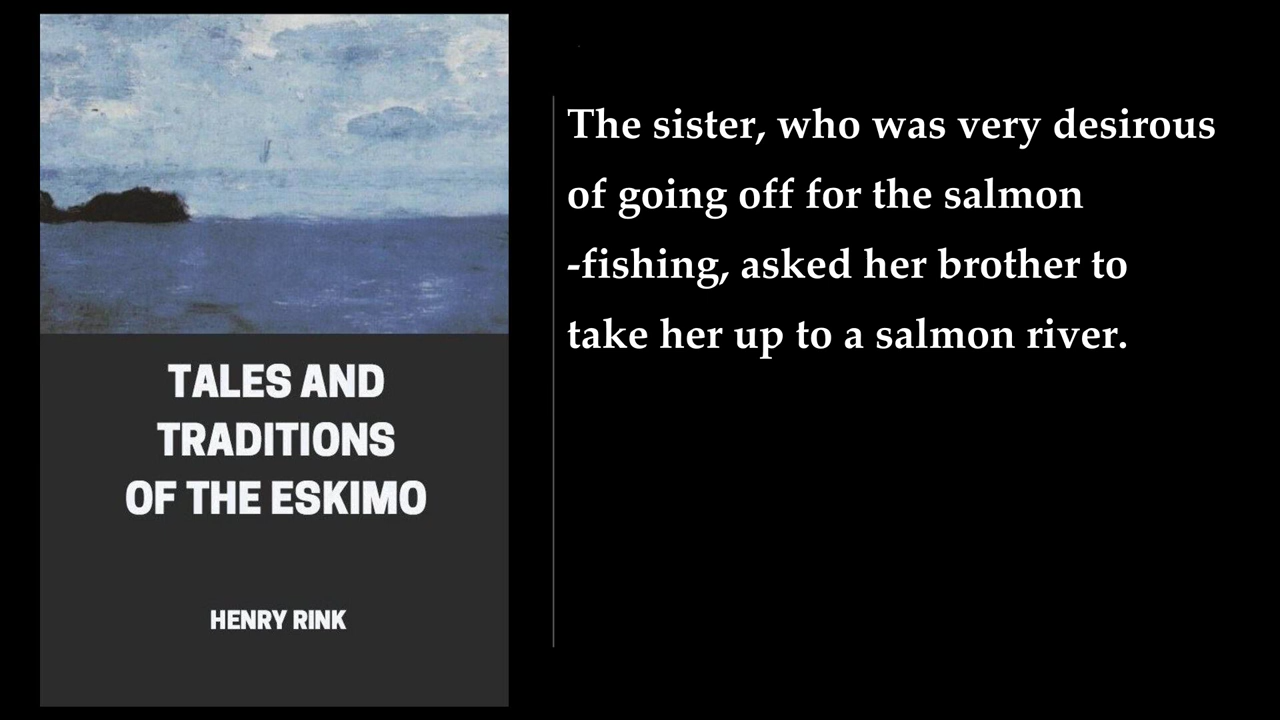 TALES AND
TRADITIONS
OF THE ESKIMO
HENRY RINK
The sister, who was very desirous
of going off for the salmon
-fishing, asked her brother to
take her up to a salmon river.